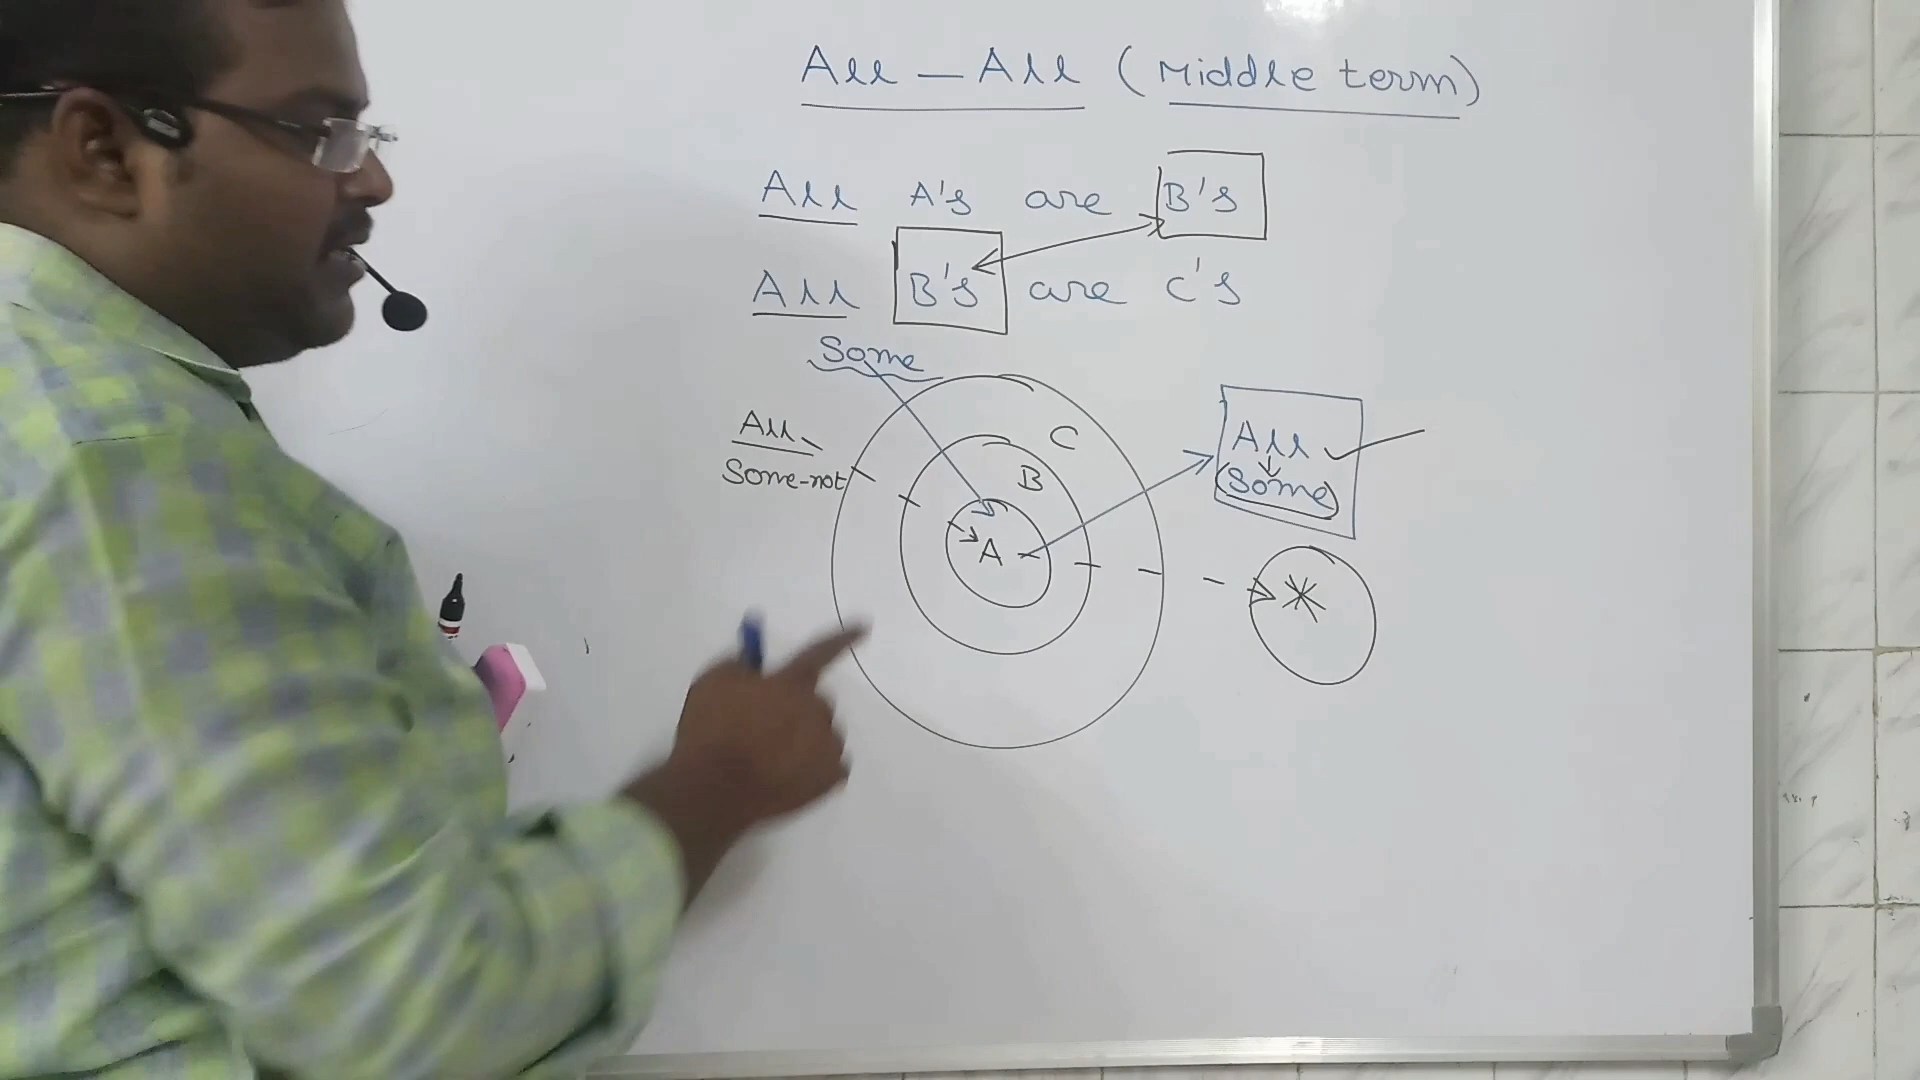 All - All (Middle term)
All A's are B's
All B's are C's
Some
All
Some-not
C
B
A
All
Some